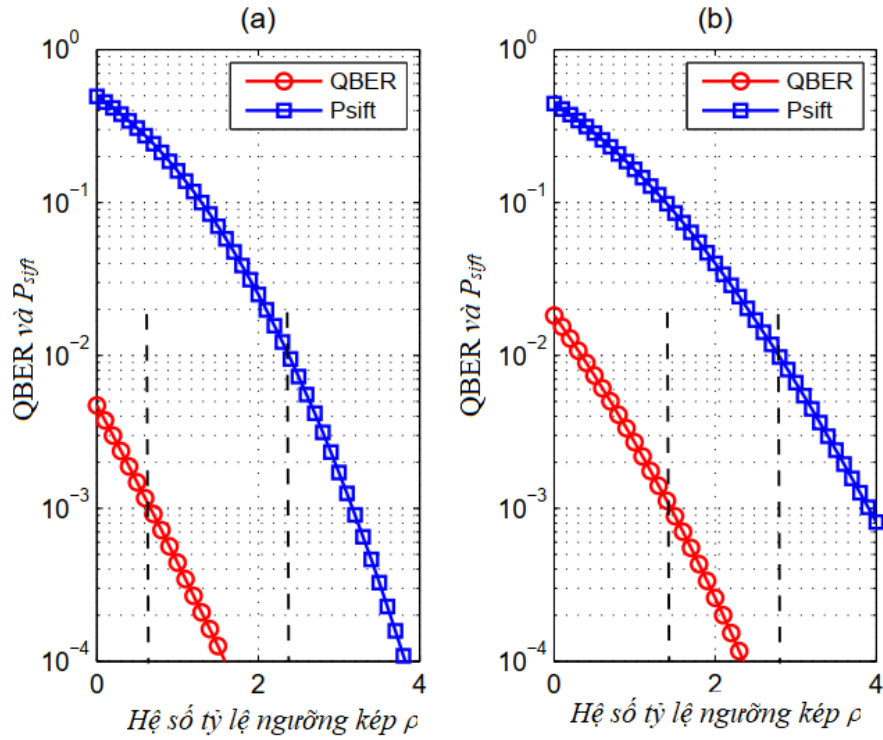 (a)
QBER
Psift
10^0
10^-1
10^-2
10^-3
10^-4
QBER và P_sift
0 2 4
Hệ số tỷ lệ ngưỡng kép ρ
(b)
QBER
Psift
10^0
10^-1
10^-2
10^-3
10^-4
QBER và P_sift
0 2 4
Hệ số tỷ lệ ngưỡng kép ρ